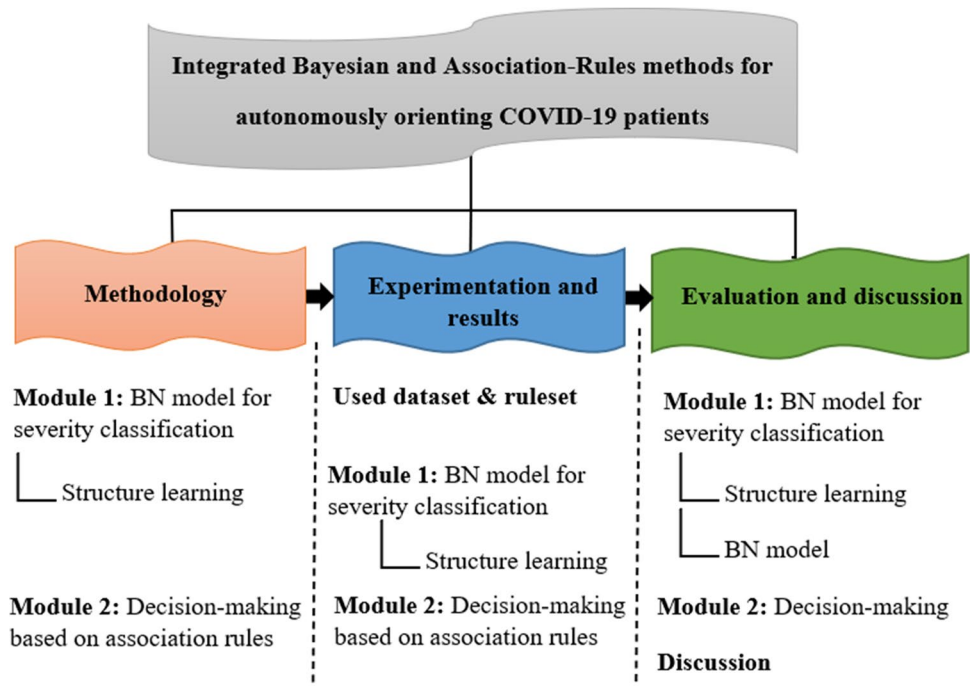 Integrated Bayesian and Association-Rules methods for
autonomously orienting COVID-19 patients
Methodology
Experimentation and
results
Evaluation and discussion
Module 1: BN model for
severity classification
Structure learning
Module 2: Decision-making
based on association rules
Used dataset & ruleset
Module 1: BN model for
severity classification
Structure learning
Module 2: Decision-making
based on association rules
Module 1: BN model for
severity classification
Structure learning
BN model
Module 2: Decision-making
Discussion